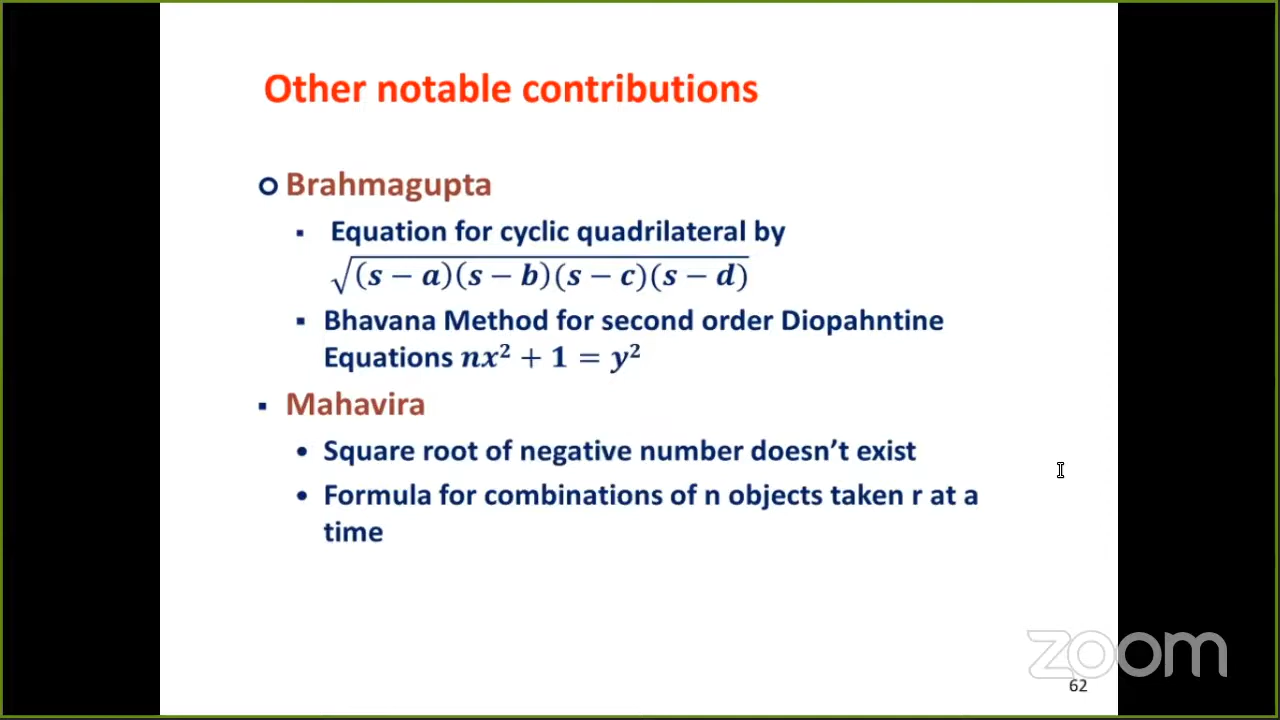 Other notable contributions
Brahmagupta
▪ Equation for cyclic quadrilateral by
√(s − a)(s − b)(s − c)(s − d)
▪ Bhavana Method for second order Diopahntine
Equations nx² + 1 = y²
▪ Mahavira
• Square root of negative number doesn’t exist
• Formula for combinations of n objects taken r at a
time
zoom
62